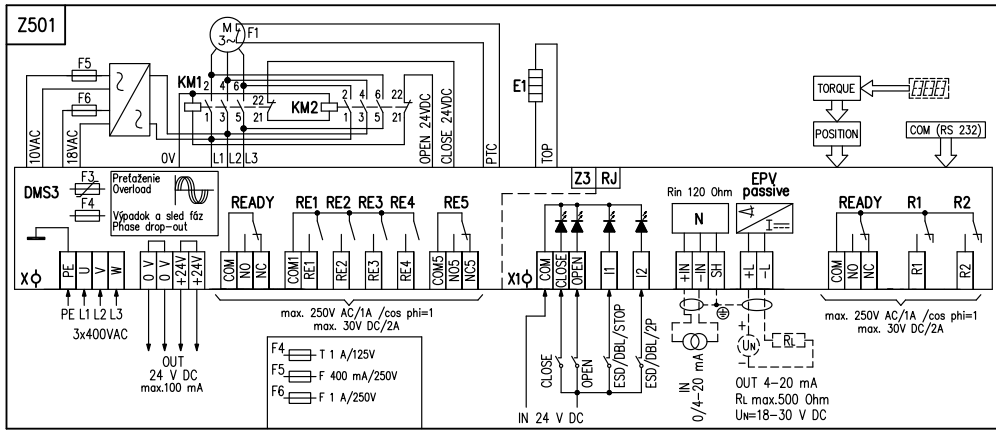 Z501
F5
F6
M
3~
F1
KM1
2 4 6 22
1 3 5 21
KM2
2 4 6 22
1 3 5 21
E1
TORQUE
POSITION
COM (RS 232)
10VAC
18VAC
0V
L1 L2 L3
OPEN 24VDC
CLOSE 24VDC
PTC
TOP
DMS3
F3
F4
Preťaženie
Overload
Výpadok a sled fáz
Phase drop-out
READY
RE1 RE2 RE3 RE4
RE5
Z3 RJ
Rin 120 Ohm
N
EPV
passive
I
READY
R1
R2
X
PE U V W
0 V
0 V
+24V
+24V
COM NO NC
COM1 RE1 RE2 RE3 RE4
COM5 NO5 NC5
X1
COM CLOSE OPEN I1 I2
+IN -IN SH
+L -L
COM NO NC
R1
R2
PE L1 L2 L3
3x400VAC
OUT
24 V DC
max.100 mA
max. 250V AC/1A /cos phi=1
max. 30V DC/2A
F4 T 1 A/125V
F5 F 400 mA/250V
F6 F 1 A/250V
CLOSE
OPEN
ESD/DBL/STOP
ESD/DBL/2P
IN 24 V DC
IN
0/4-20 mA
+
UN
-
RL
OUT 4-20 mA
RL max.500 Ohm
UN=18-30 V DC
max. 250V AC/1A /cos phi=1
max. 30V DC/2A